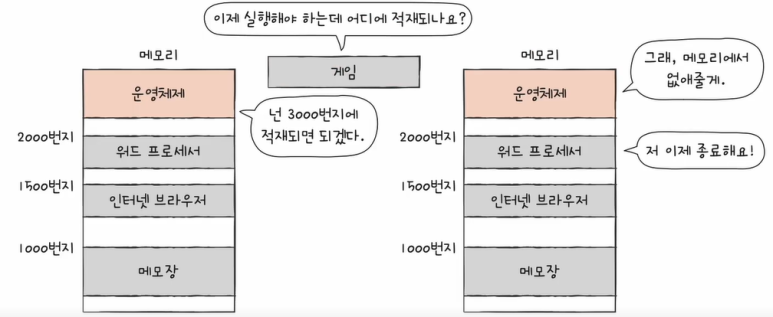 이제 실행해야 하는데 어디에 적재되나요?
메모리
게임
운영체제
넌 3000번지에
적재되면 되겠다.
2000번지
워드 프로세서
1500번지
인터넷 브라우저
1000번지
메모장
메모리
운영체제
그래, 메모리에서
없애줄게.
2000번지
워드 프로세서
저 이제 종료해요!
1500번지
인터넷 브라우저
1000번지
메모장